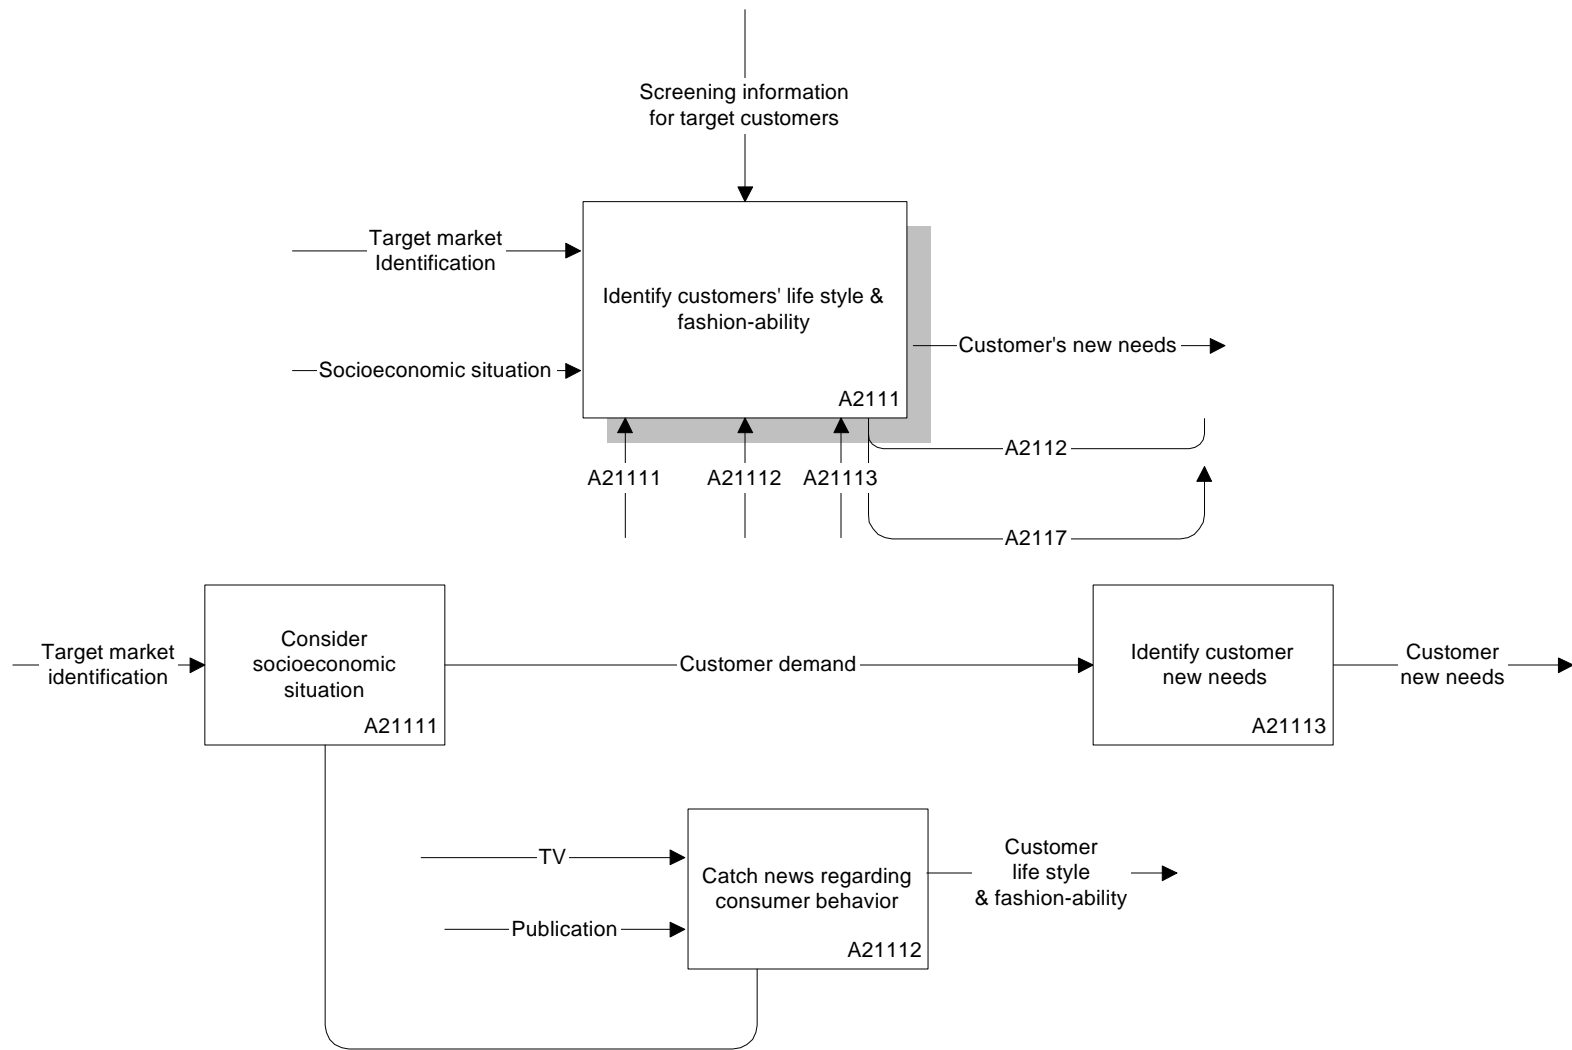 Screening information
for target customers
Target market
Identification
Identify customers' life style &
fashion-ability
Socioeconomic situation
Customer's new needs
A2111
A2112
A21111
A21112
A21113
A2117
Target market
identification
Consider
socioeconomic
situation
A21111
Customer demand
Identify customer
new needs
A21113
Customer
new needs
TV
Publication
Catch news regarding
consumer behavior
A21112
Customer
life style
& fashion-ability